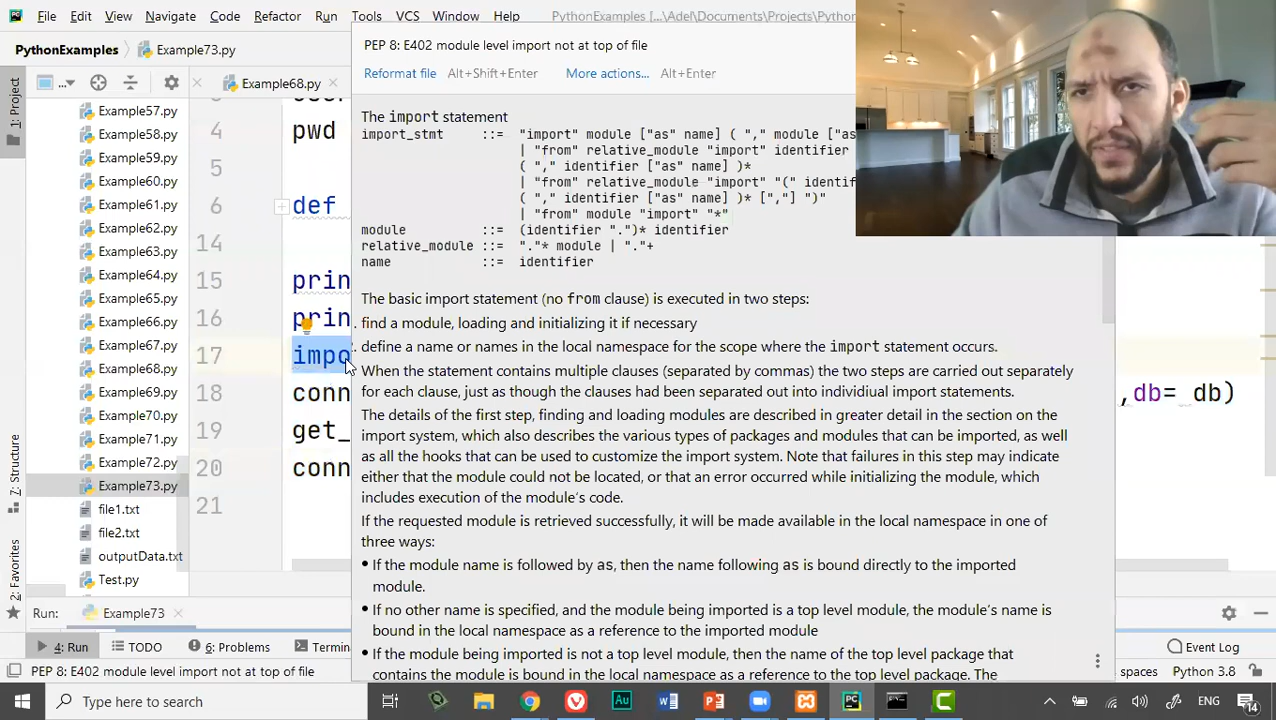 File Edit View Navigate Code Refactor Run Tools VCS Window Help PythonExamples [...\Adel\Documents\Projects\Python
PythonExamples Example73.py
1: Project
... Example68.py
Example57.py
Example58.py
Example59.py
Example60.py
Example61.py
Example62.py
Example63.py
Example64.py
Example65.py
Example66.py
Example67.py
Example68.py
Example69.py
Example70.py
Example71.py
Example72.py
Example73.py
file1.txt
file2.txt
outputData.txt
Test.py
Z: Structure
2: Favorites
4 pwd
5
6 def
14
15 prin
16 prin
17 impo
18 conn ,db= db)
19 get_
20 conn
21
PEP 8: E402 module level import not at top of file
Reformat file Alt+Shift+Enter More actions... Alt+Enter
The import statement
import_stmt ::= "import" module ["as" name] ( "," module ["as
| "from" relative_module "import" identifier
( "," identifier ["as" name] )*
| "from" relative_module "import" "(" identif
( "," identifier ["as" name] )* [","] ")"
| "from" module "import" "*"
module ::= (identifier ".")* identifier
relative_module ::= "."* module | "."+
name ::= identifier
The basic import statement (no from clause) is executed in two steps:
. find a module, loading and initializing it if necessary
. define a name or names in the local namespace for the scope where the import statement occurs.
When the statement contains multiple clauses (separated by commas) the two steps are carried out separately
for each clause, just as though the clauses had been separated out into individiual import statements.
The details of the first step, finding and loading modules are described in greater detail in the section on the
import system, which also describes the various types of packages and modules that can be imported, as well
as all the hooks that can be used to customize the import system. Note that failures in this step may indicate
either that the module could not be located, or that an error occurred while initializing the module, which
includes execution of the module's code.
If the requested module is retrieved successfully, it will be made available in the local namespace in one of
three ways:
• If the module name is followed by as, then the name following as is bound directly to the imported
module.
• If no other name is specified, and the module being imported is a top level module, the module's name is
bound in the local namespace as a reference to the imported module
• If the module being imported is not a top level module, then the name of the top level package that
contains the module is bound in the local namespace as a reference to the top level package. The
Run: Example73
4: Run TODO 6: Problems Termin Event Log
PEP 8: E402 module level import not at top of file spaces Python 3.8
Type here to search W P PC Au ENG 14